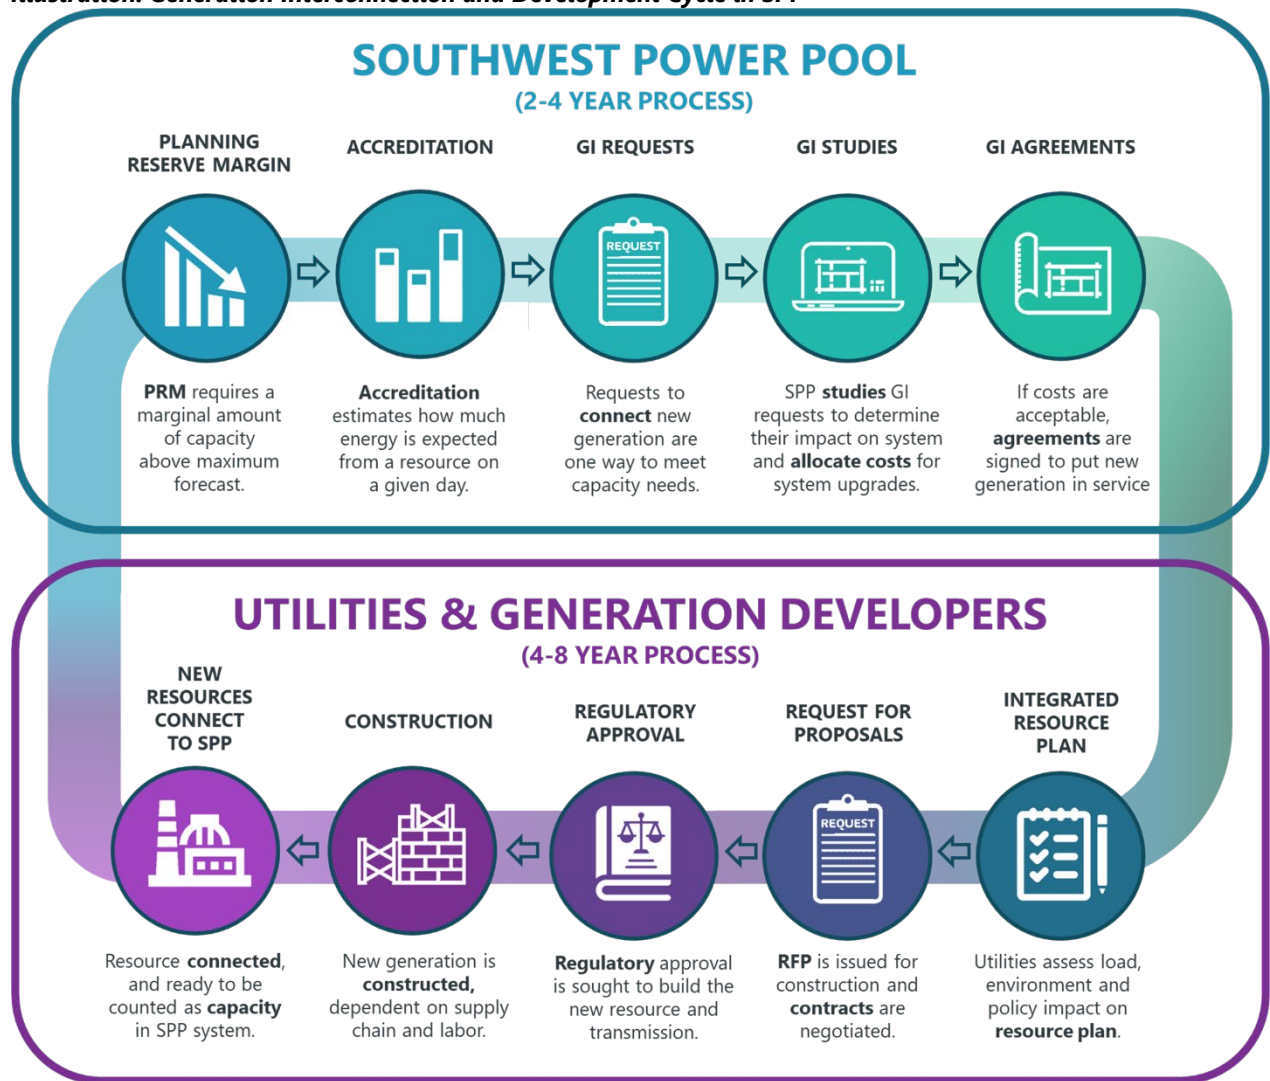 Illustration: Generation Interconnection and Development Cycle in SPP
SOUTHWEST POWER POOL
(2-4 YEAR PROCESS)
PLANNING
RESERVE MARGIN
ACCREDITATION
GI REQUESTS
GI STUDIES
GI AGREEMENTS
REQUEST
PRM requires a
marginal amount
of capacity
above maximum
forecast.
Accreditation
estimates how much
energy is expected
from a resource on
a given day.
Requests to
connect new
generation are
one way to meet
capacity needs.
SPP studies GI
requests to determine
their impact on system
and allocate costs for
system upgrades.
If costs are
acceptable,
agreements are
signed to put new
generation in service
UTILITIES & GENERATION DEVELOPERS
(4-8 YEAR PROCESS)
NEW
RESOURCES
CONNECT
TO SPP
CONSTRUCTION
REGULATORY
APPROVAL
REQUEST FOR
PROPOSALS
INTEGRATED
RESOURCE
PLAN
REQUEST
Resource connected,
and ready to be
counted as capacity
in SPP system.
New generation is
constructed,
dependent on supply
chain and labor.
Regulatory approval
is sought to build the
new resource and
transmission.
RFP is issued for
construction and
contracts are
negotiated.
Utilities assess load,
environment and
policy impact on
resource plan.